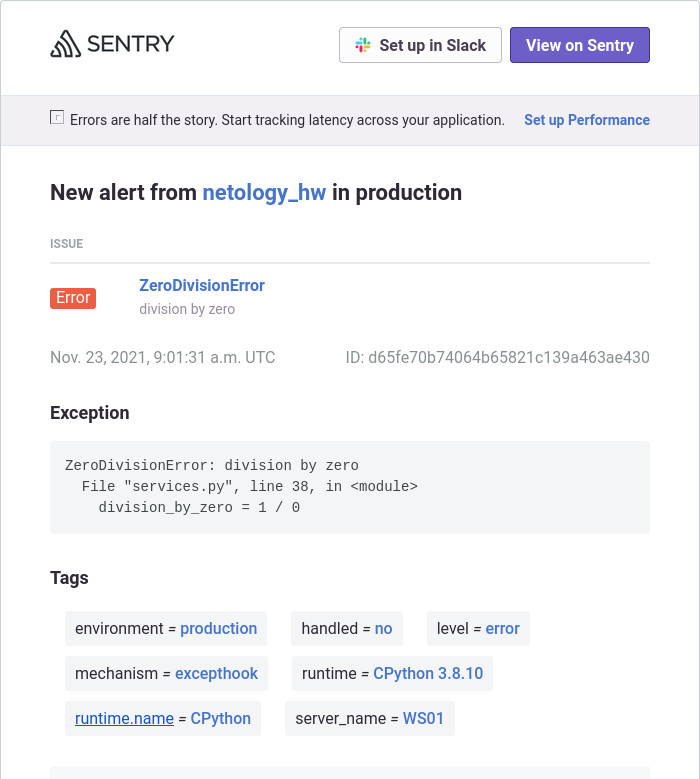 SENTRY
Set up in Slack
View on Sentry
Errors are half the story. Start tracking latency across your application. Set up Performance
New alert from netology_hw in production
ISSUE
Error
ZeroDivisionError
division by zero
Nov. 23, 2021, 9:01:31 a.m. UTC ID: d65fe70b74064b65821c139a463ae430
Exception
ZeroDivisionError: division by zero
  File "services.py", line 38, in <module>
    division_by_zero = 1 / 0
Tags
environment = production handled = no level = error
mechanism = excepthook runtime = CPython 3.8.10
runtime.name = CPython server_name = WS01